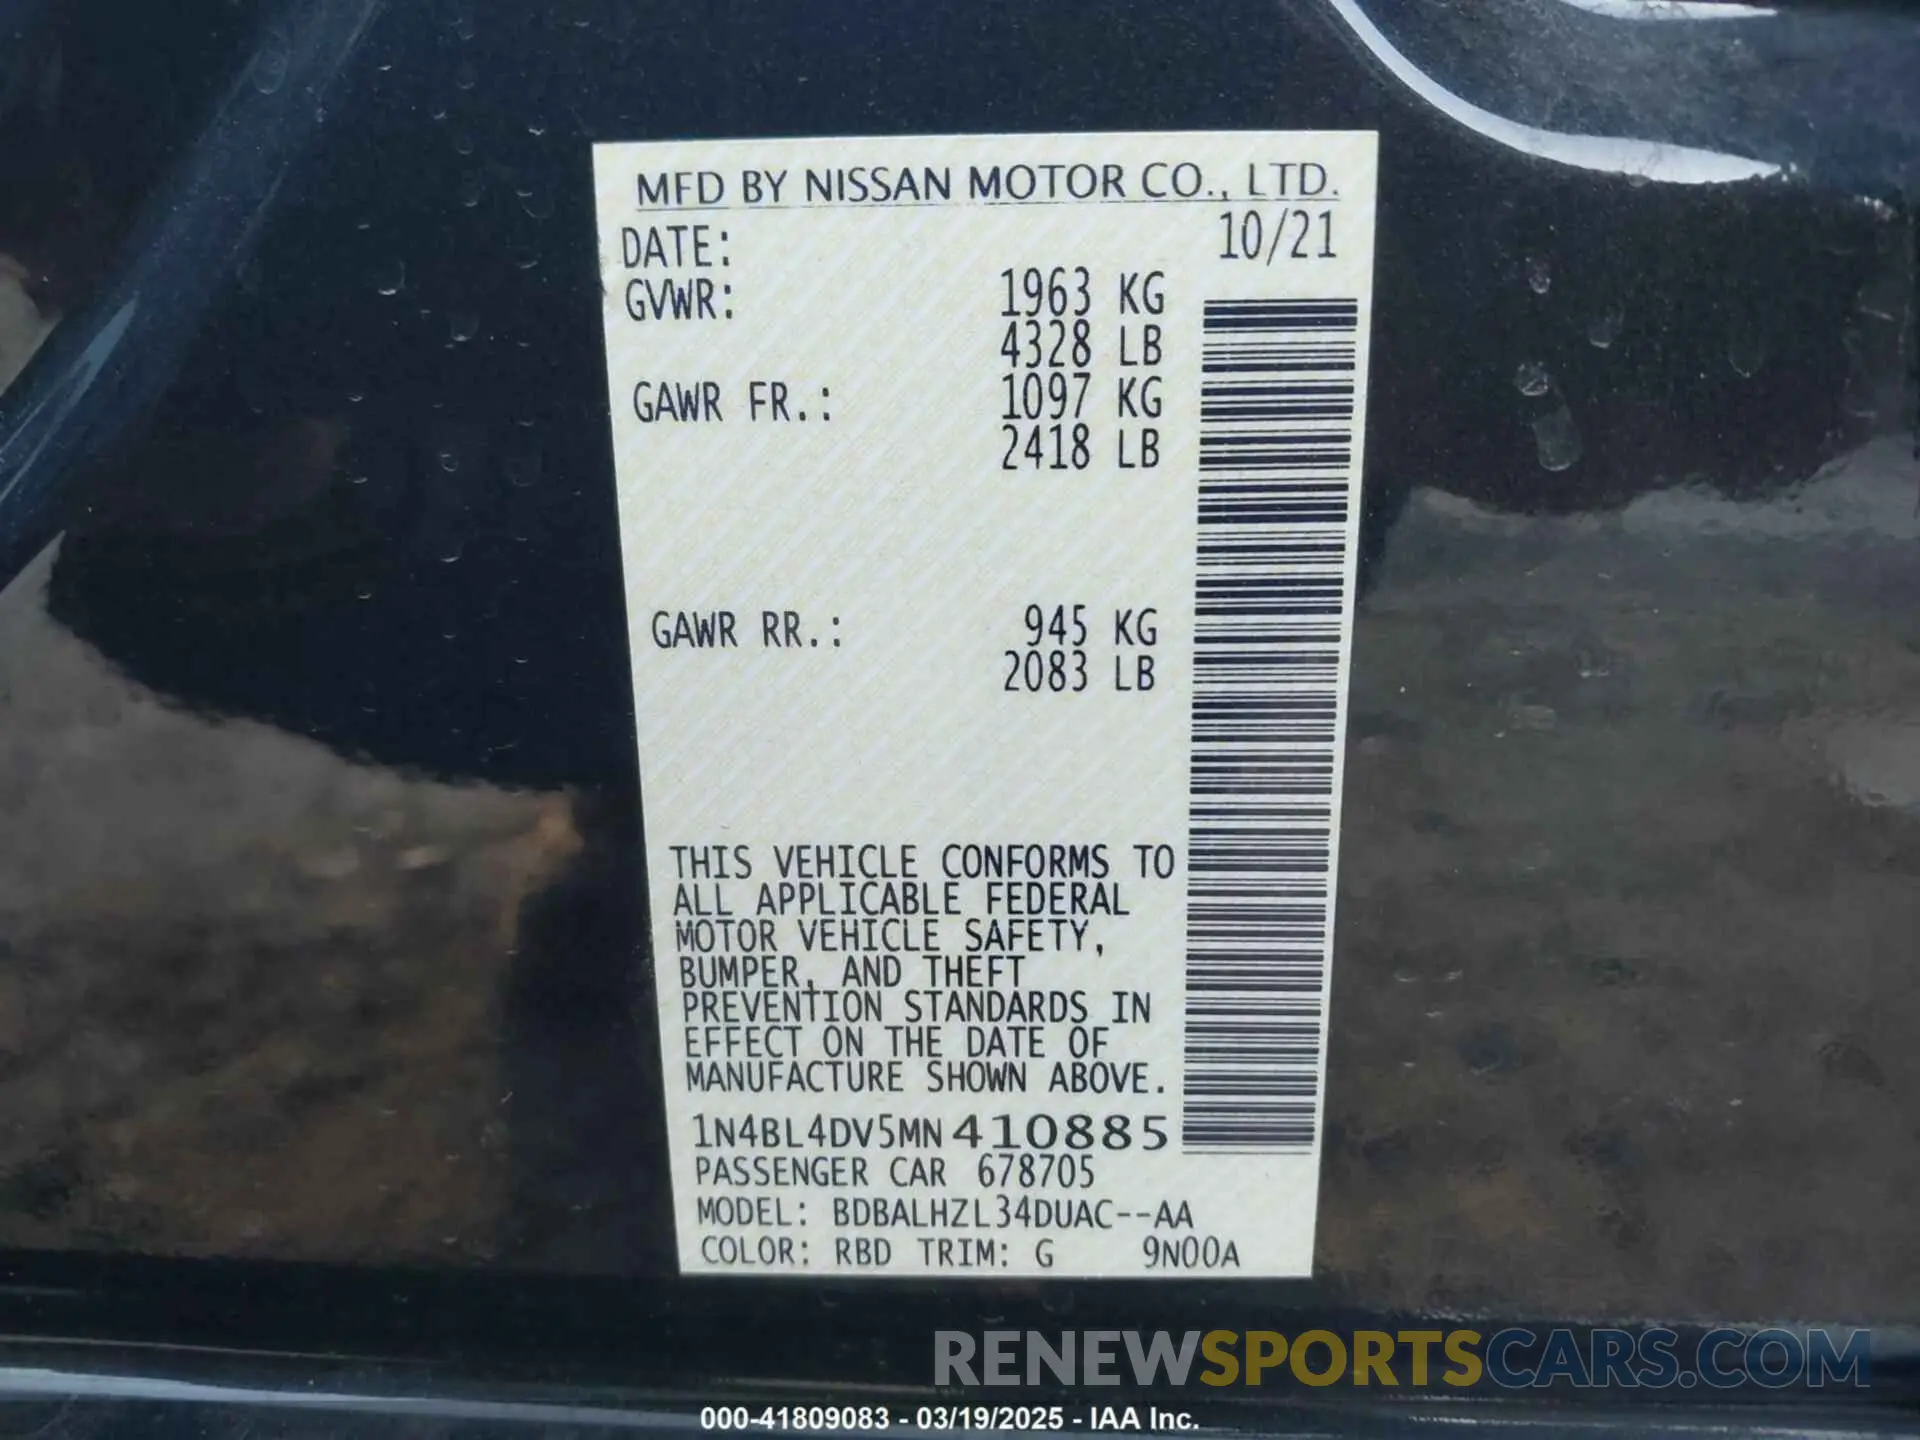 MFD BY NISSAN MOTOR CO., LTD.
DATE: 10/21
GVWR: 1963 KG
4328 LB
GAWR FR.: 1097 KG
2418 LB
GAWR RR.: 945 KG
2083 LB
THIS VEHICLE CONFORMS TO
ALL APPLICABLE FEDERAL
MOTOR VEHICLE SAFETY,
BUMPER, AND THEFT
PREVENTION STANDARDS IN
EFFECT ON THE DATE OF
MANUFACTURE SHOWN ABOVE.
1N4BL4DV5MN410885
PASSENGER CAR 678705
MODEL: BDBALHZL34DUAC--AA
COLOR: RBD TRIM: G 9N00A
RENEWSPORTSCARS.COM
000-41809083 - 03/19/2025 - IAA Inc.